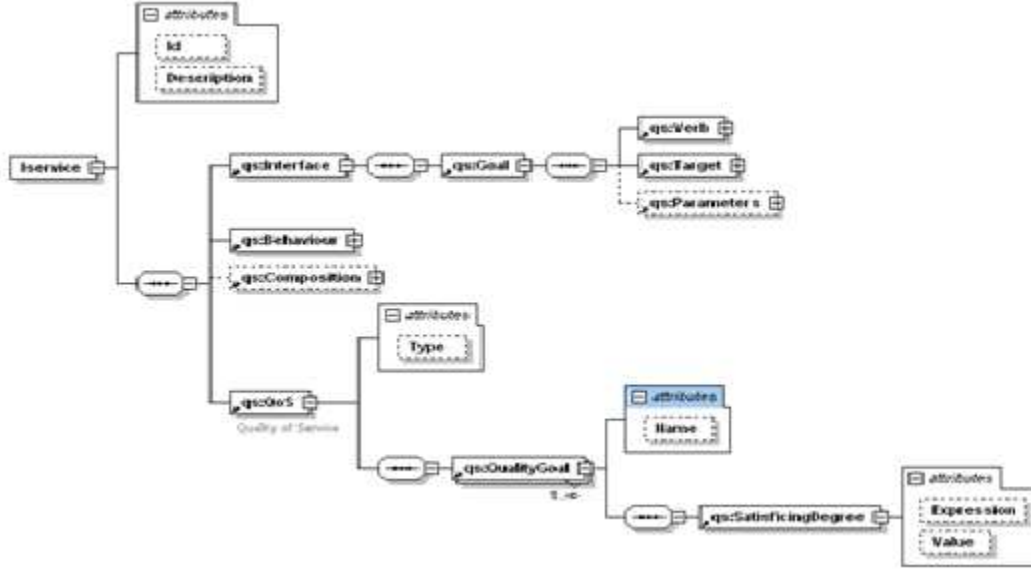 attributes
Id
Description
Iservice
qs:Interface
qs:Goal
qs:Verb
qs:Target
qs:Parameters
qs:Behaviour
qs:Composition
attributes
Type
qs:QoS
Quality of Service
attributes
Name
qs:QualityGoal
1..∞
qs:SatisficingDegree
attributes
Expression
Value